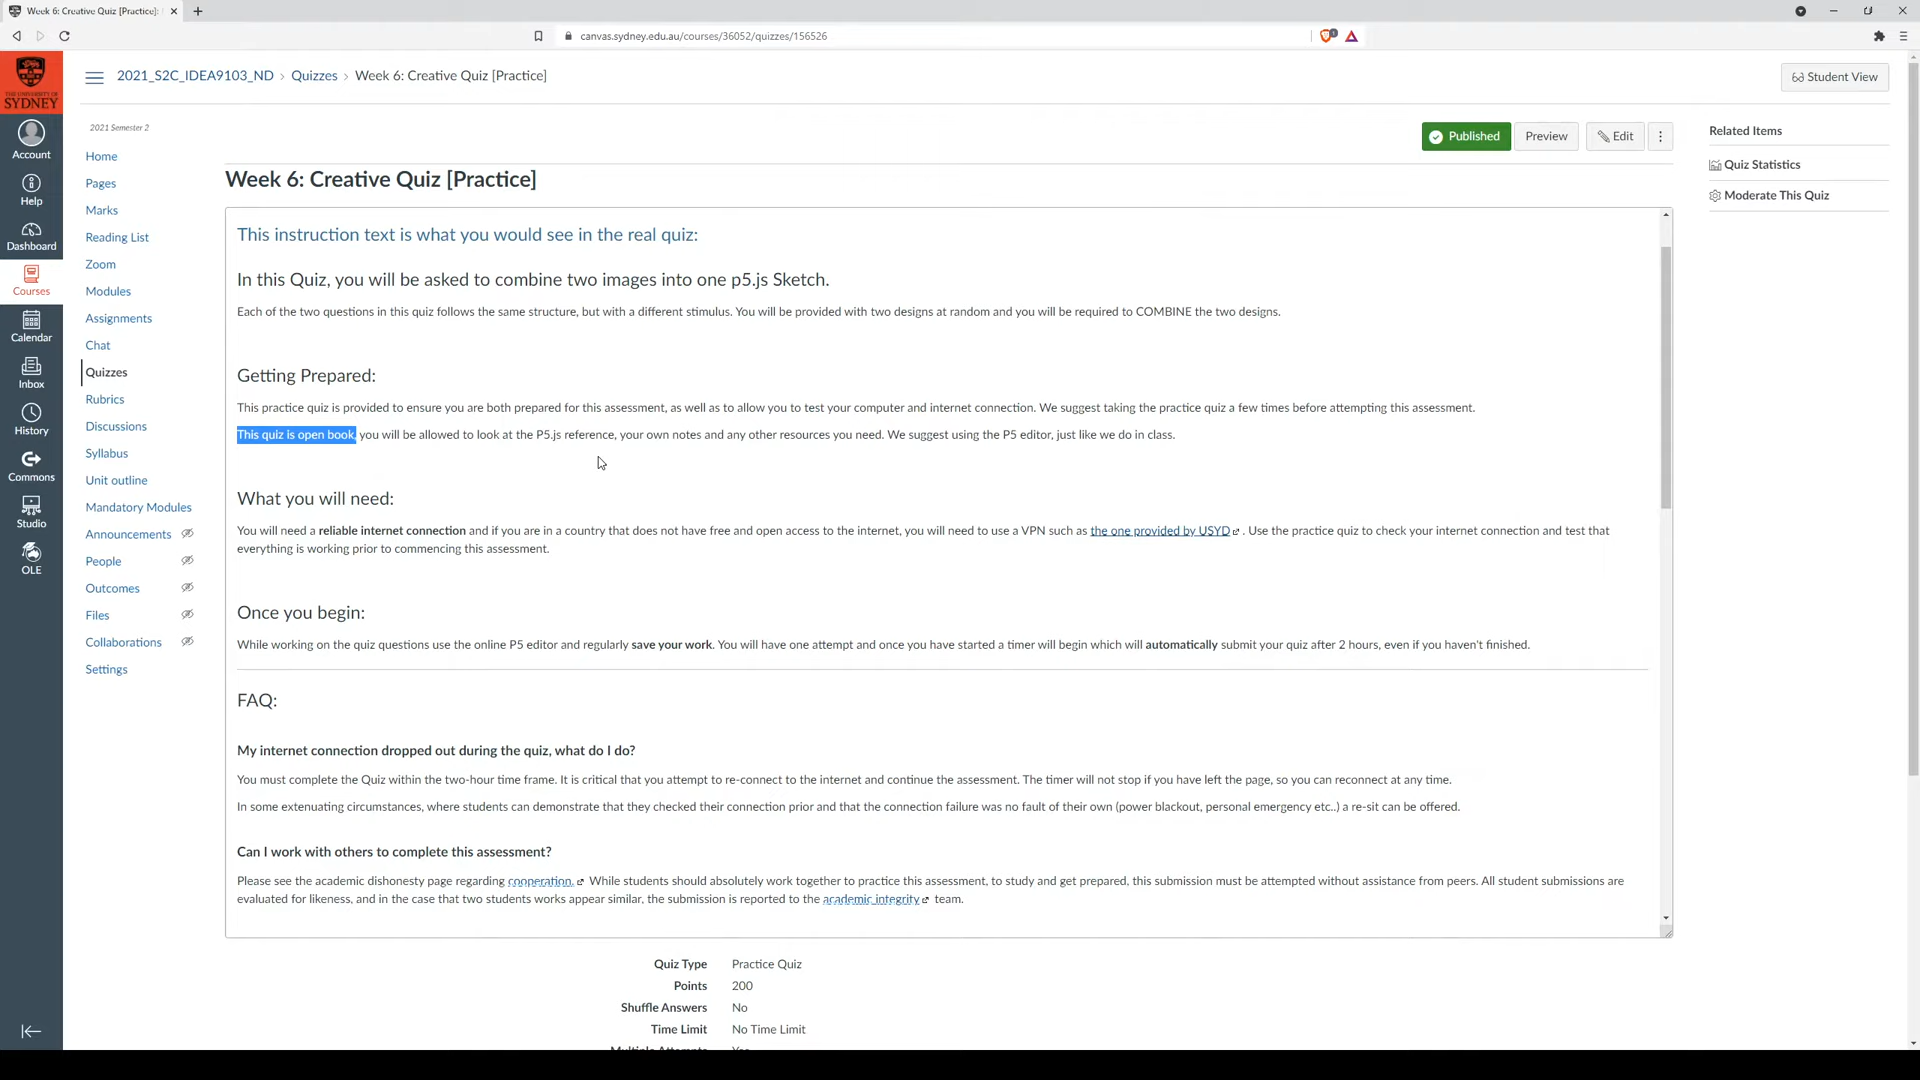 Week 6: Creative Quiz [Practice]:
canvas.sydney.edu.au/courses/36052/quizzes/156526
THE UNIVERSITY OF
SYDNEY
2021_S2C_IDEA9103_ND › Quizzes › Week 6: Creative Quiz [Practice]
Student View
Account
Help
Dashboard
Courses
Calendar
Inbox
History
Commons
Studio
OLE
2021 Semester 2
Home
Pages
Marks
Reading List
Zoom
Modules
Assignments
Chat
Quizzes
Rubrics
Discussions
Syllabus
Unit outline
Mandatory Modules
Announcements
People
Outcomes
Files
Collaborations
Settings
Published
Preview
Edit
Related Items
Quiz Statistics
Moderate This Quiz
Week 6: Creative Quiz [Practice]
This instruction text is what you would see in the real quiz:
In this Quiz, you will be asked to combine two images into one p5.js Sketch.
Each of the two questions in this quiz follows the same structure, but with a different stimulus. You will be provided with two designs at random and you will be required to COMBINE the two designs.
Getting Prepared:
This practice quiz is provided to ensure you are both prepared for this assessment, as well as to allow you to test your computer and internet connection. We suggest taking the practice quiz a few times before attempting this assessment.
This quiz is open book, you will be allowed to look at the P5.js reference, your own notes and any other resources you need. We suggest using the P5 editor, just like we do in class.
What you will need:
You will need a reliable internet connection and if you are in a country that does not have free and open access to the internet, you will need to use a VPN such as the one provided by USYD . Use the practice quiz to check your internet connection and test that
everything is working prior to commencing this assessment.
Once you begin:
While working on the quiz questions use the online P5 editor and regularly save your work. You will have one attempt and once you have started a timer will begin which will automatically submit your quiz after 2 hours, even if you haven't finished.
FAQ:
My internet connection dropped out during the quiz, what do I do?
You must complete the Quiz within the two-hour time frame. It is critical that you attempt to re-connect to the internet and continue the assessment. The timer will not stop if you have left the page, so you can reconnect at any time.
In some extenuating circumstances, where students can demonstrate that they checked their connection prior and that the connection failure was no fault of their own (power blackout, personal emergency etc..) a re-sit can be offered.
Can I work with others to complete this assessment?
Please see the academic dishonesty page regarding cooperation. While students should absolutely work together to practice this assessment, to study and get prepared, this submission must be attempted without assistance from peers. All student submissions are
evaluated for likeness, and in the case that two students works appear similar, the submission is reported to the academic integrity team.
Quiz Type Practice Quiz
Points 200
Shuffle Answers No
Time Limit No Time Limit
Multiple Attempts Yes